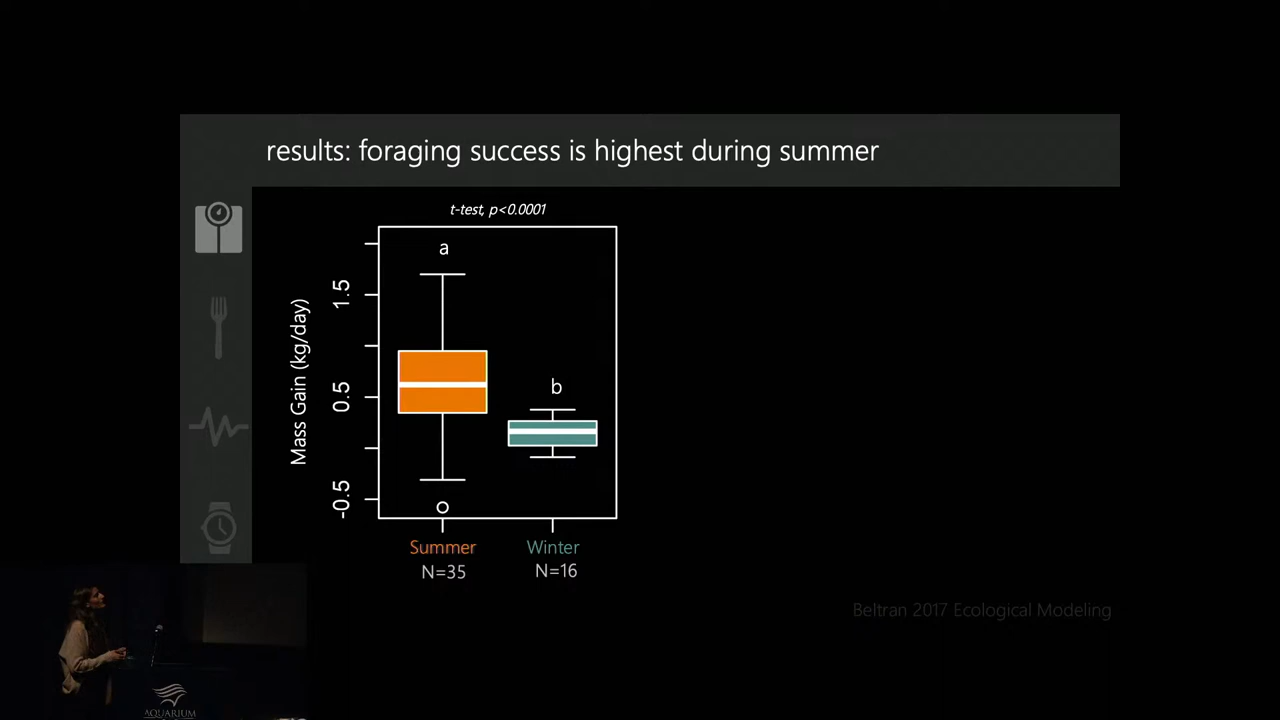 results: foraging success is highest during summer
t-test, p<0.0001
a
b
Mass Gain (kg/day)
1.5
0.5
-0.5
Summer
Winter
N=35
N=16
Beltran 2017 Ecological Modeling
AQUARIUM